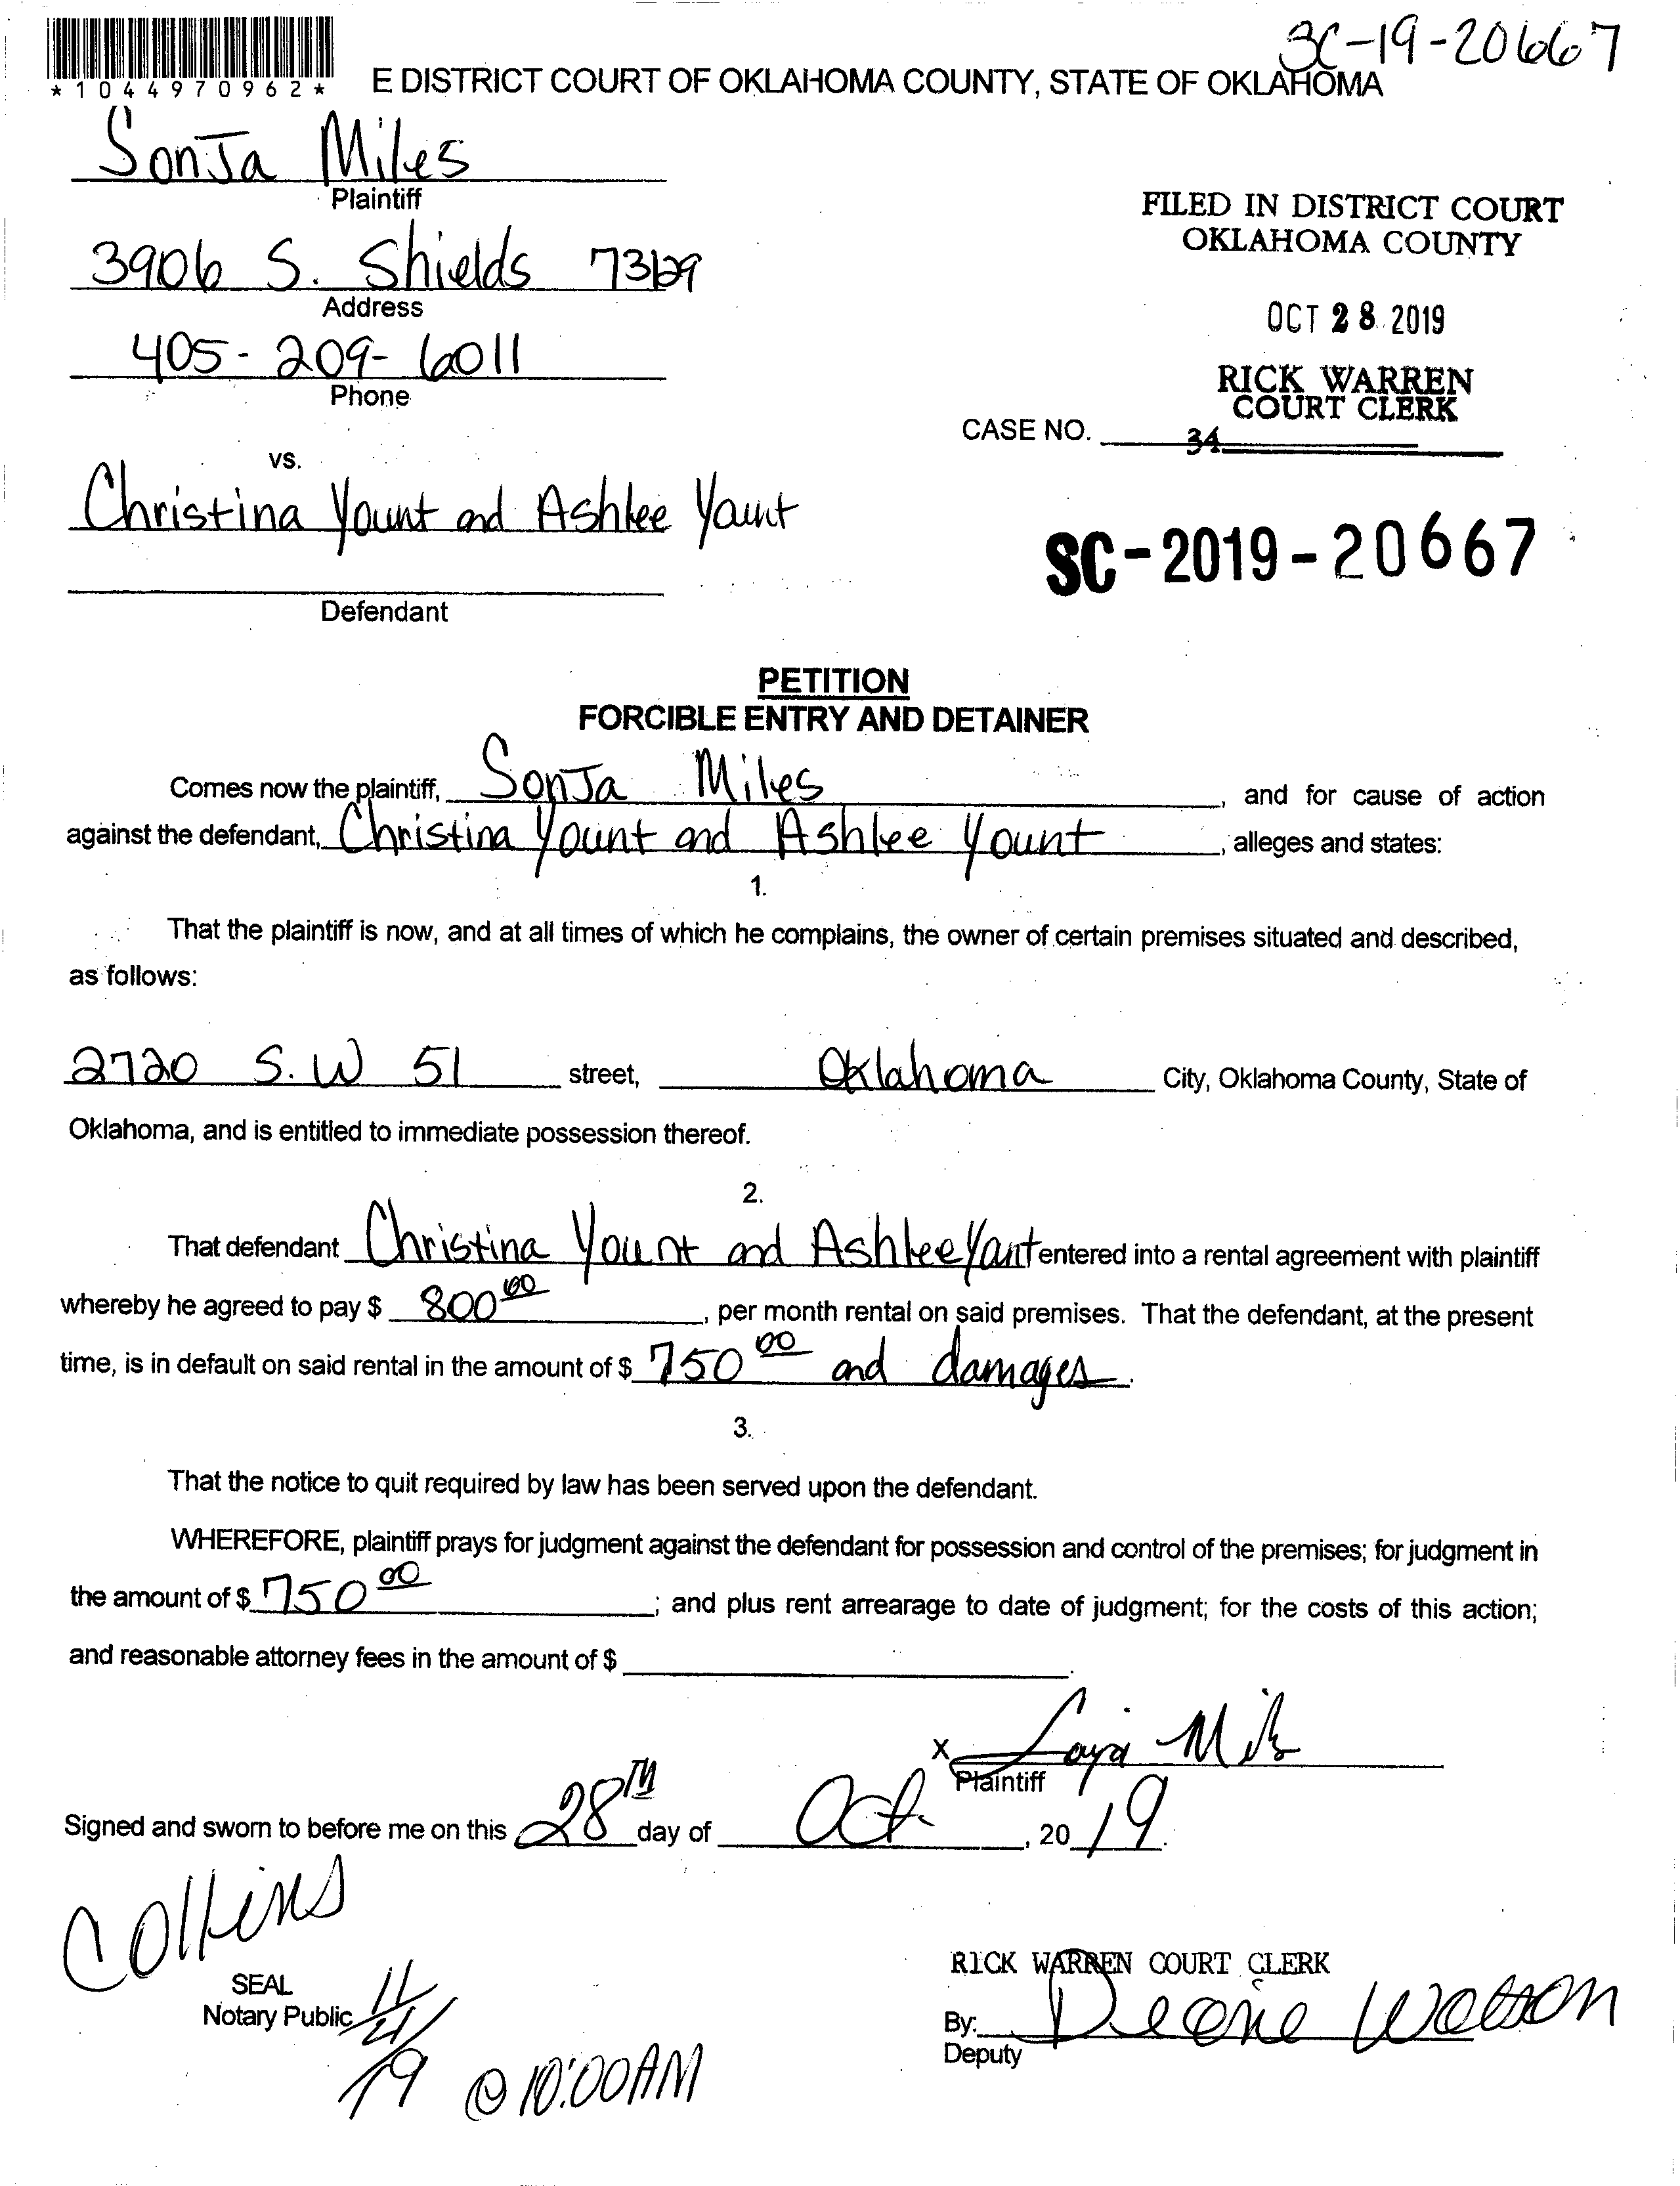 SC-19-20667
*1044970962*
E DISTRICT COURT OF OKLAHOMA COUNTY, STATE OF OKLAHOMA
SonJa Miles
Plaintiff
3906 S. Shields 73129
Address
405-209-6011
Phone
FILED IN DISTRICT COURT
OKLAHOMA COUNTY
OCT 28 2019
RICK WARREN
COURT CLERK
CASE NO. 34
vs.
Christina Yount and Ashlee Yount
Defendant
SC-2019-20667
PETITION
FORCIBLE ENTRY AND DETAINER
Comes now the plaintiff, SonJa Miles, and for cause of action
against the defendant, Christina Yount and Ashlee Yount, alleges and states:
1.
That the plaintiff is now, and at all times of which he complains, the owner of certain premises situated and described,
as follows:
2720 S.W 51 street, Oklahoma City, Oklahoma County, State of
Oklahoma, and is entitled to immediate possession thereof.
2.
That defendant Christina Yount and Ashlee Yount entered into a rental agreement with plaintiff
whereby he agreed to pay $ 800 00, per month rental on said premises. That the defendant, at the present
time, is in default on said rental in the amount of $ 750 00 and damages.
3.
That the notice to quit required by law has been served upon the defendant.
WHEREFORE, plaintiff prays for judgment against the defendant for possession and control of the premises; for judgment in
the amount of $ 750 00; and plus rent arrearage to date of judgment; for the costs of this action;
and reasonable attorney fees in the amount of $
X
Plaintiff
Signed and sworn to before me on this 28TH day of Oct., 2019.
Collins
SEAL
Notary Public
11/21/19 @ 10:00AM
RICK WARREN COURT CLERK
By: Deone Watson
Deputy